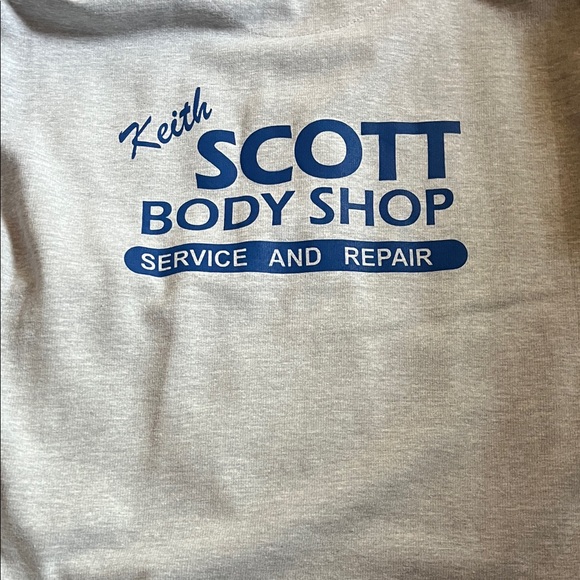 Keith
SCOTT
BODY SHOP
SERVICE AND REPAIR